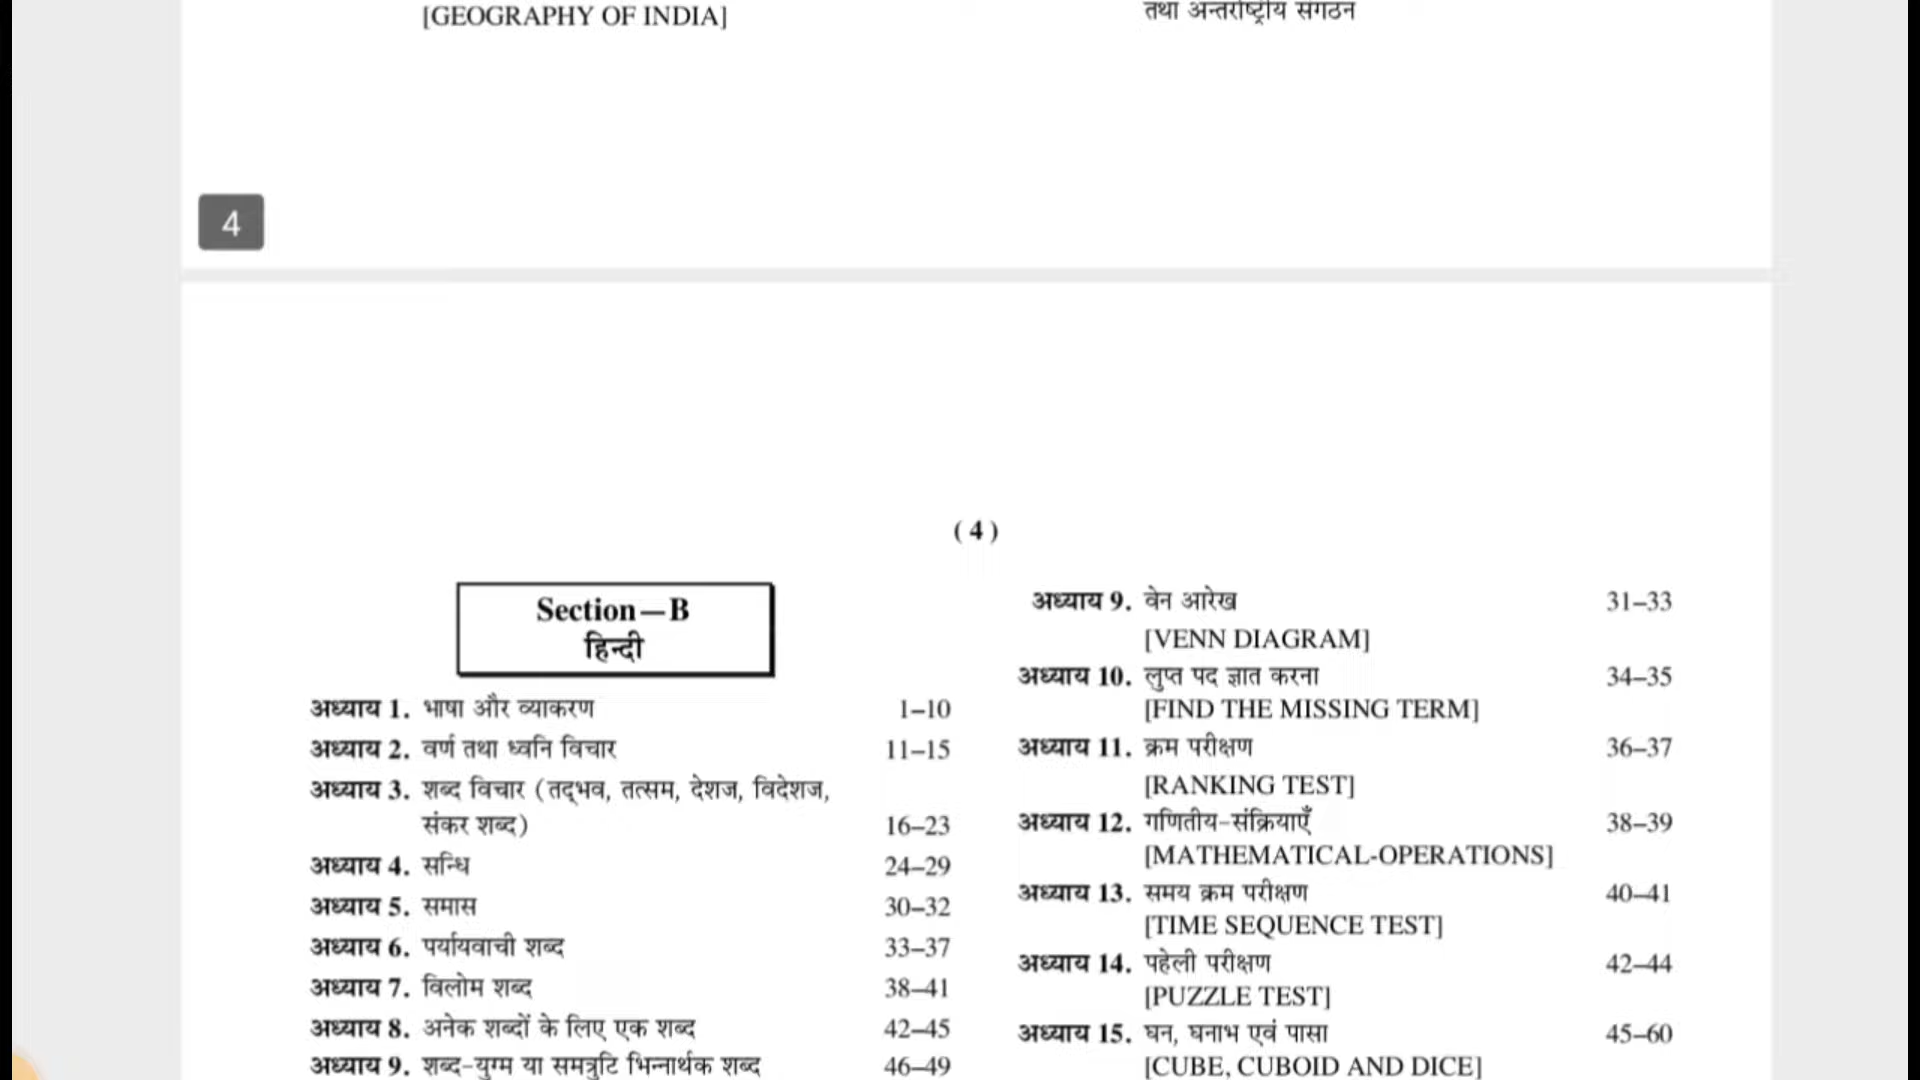 [GEOGRAPHY OF INDIA]
तथा अन्तर्राष्ट्रीय संगठन
4
( 4 )
Section—B
हिन्दी
अध्याय 1. भाषा और व्याकरण 1–10
अध्याय 2. वर्ण तथा ध्वनि विचार 11–15
अध्याय 3. शब्द विचार (तद्भव, तत्सम, देशज, विदेशज,
संकर शब्द) 16–23
अध्याय 4. सन्धि 24–29
अध्याय 5. समास 30–32
अध्याय 6. पर्यायवाची शब्द 33–37
अध्याय 7. विलोम शब्द 38–41
अध्याय 8. अनेक शब्दों के लिए एक शब्द 42–45
अध्याय 9. शब्द-युग्म या समत्रुटि भिन्नार्थक शब्द 46–49
अध्याय 9. वेन आरेख 31–33
[VENN DIAGRAM]
अध्याय 10. लुप्त पद ज्ञात करना 34–35
[FIND THE MISSING TERM]
अध्याय 11. क्रम परीक्षण 36–37
[RANKING TEST]
अध्याय 12. गणितीय-संक्रियाएँ 38–39
[MATHEMATICAL-OPERATIONS]
अध्याय 13. समय क्रम परीक्षण 40–41
[TIME SEQUENCE TEST]
अध्याय 14. पहेली परीक्षण 42–44
[PUZZLE TEST]
अध्याय 15. घन, घनाभ एवं पासा 45–60
[CUBE, CUBOID AND DICE]